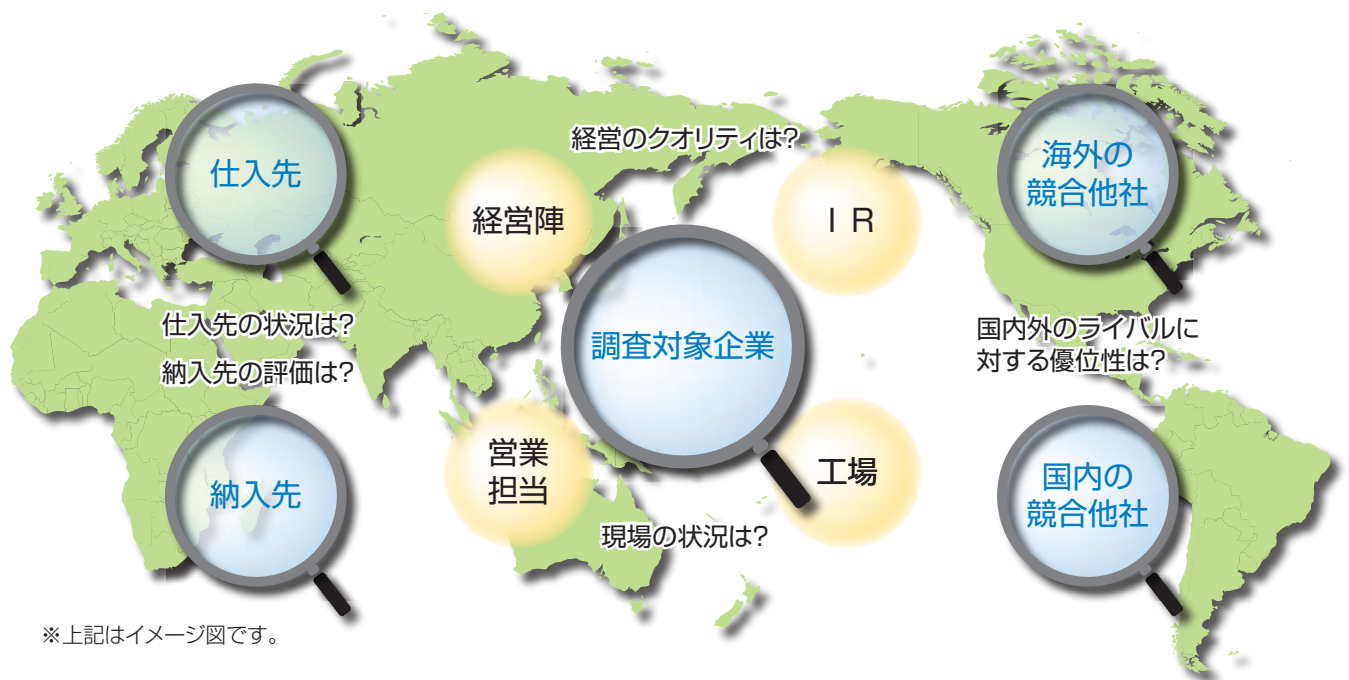 経営のクオリティは?
仕入先
経営陣
I R
海外の
競合他社
仕入先の状況は?
納入先の評価は?
調査対象企業
国内外のライバルに
対する優位性は?
納入先
営業
担当
工場
国内の
競合他社
現場の状況は?
※上記はイメージ図です。